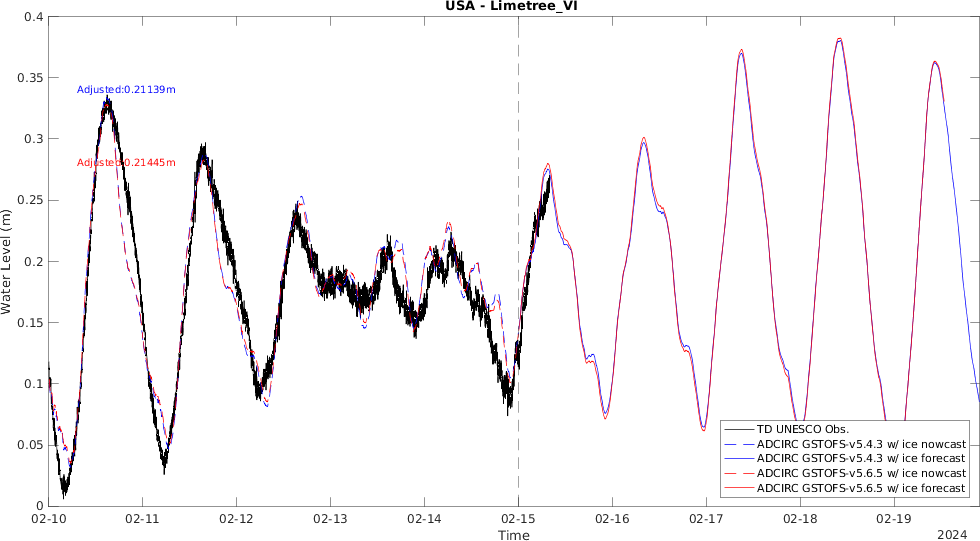 USA - Limetree_VI
0.4
0.35
0.3
0.25
0.2
0.15
0.1
0.05
0
Water Level (m)
Adjusted:0.21139m
Adjusted:0.21445m
TD UNESCO Obs.
ADCIRC GSTOFS-v5.4.3 w/ ice nowcast
ADCIRC GSTOFS-v5.4.3 w/ ice forecast
ADCIRC GSTOFS-v5.6.5 w/ ice nowcast
ADCIRC GSTOFS-v5.6.5 w/ ice forecast
02-10 02-11 02-12 02-13 02-14 02-15 02-16 02-17 02-18 02-19
Time
2024